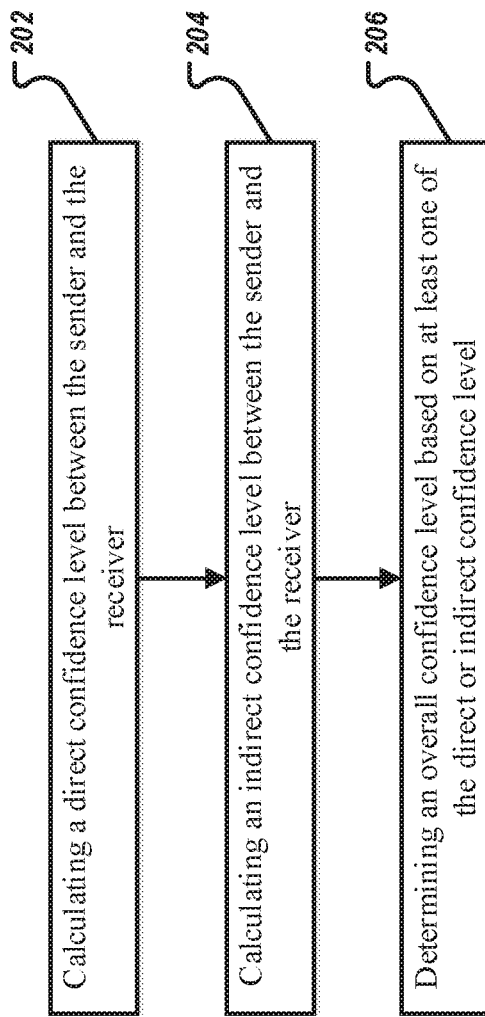 202
Calculating a direct confidence level between the sender and the
receiver
204
Calculating an indirect confidence level between the sender and
the receiver
206
Determining an overall confidence level based on at least one of
the direct or indirect confidence level